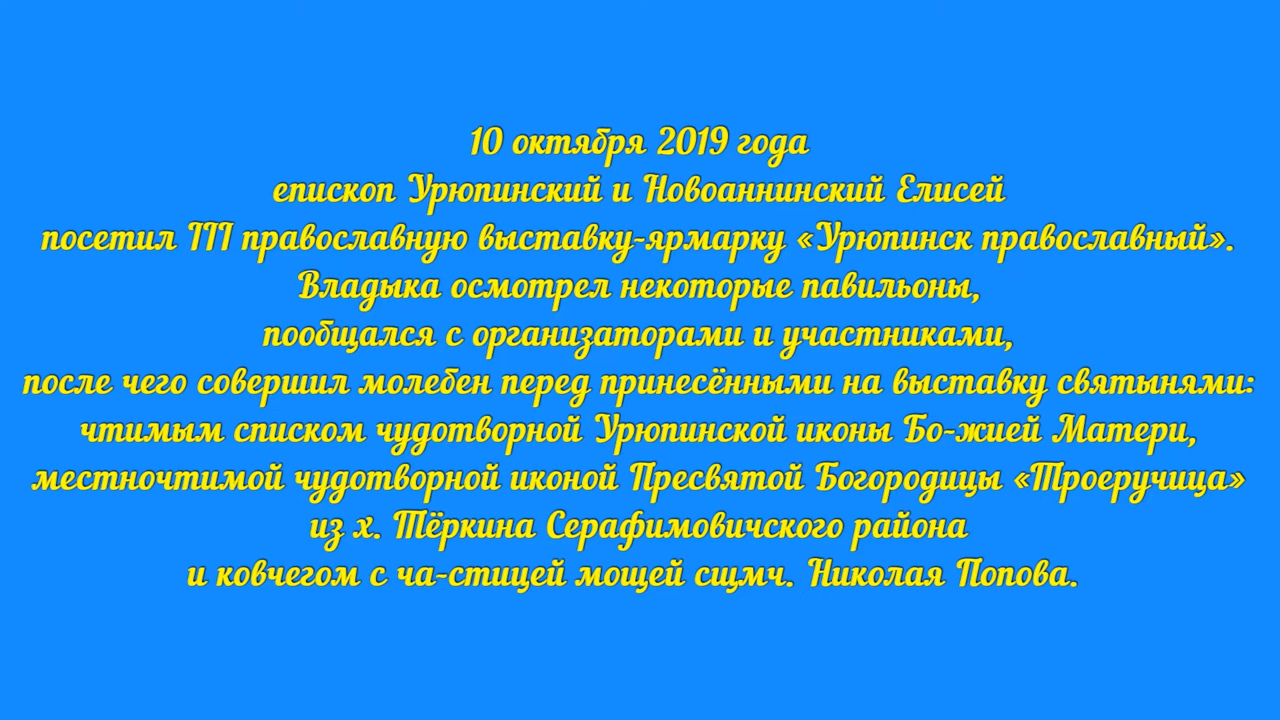 10 октября 2019 года
епископ Урюпинский и Новоаннинский Елисей
посетил III православную выставку-ярмарку «Урюпинск православный».
Владыка осмотрел некоторые павильоны,
пообщался с организаторами и участниками,
после чего совершил молебен перед принесёнными на выставку святынями:
чтимым списком чудотворной Урюпинской иконы Бо-жией Матери,
местночтимой чудотворной иконой Пресвятой Богородицы «Троеручица»
из х. Тёркина Серафимовичского района
и ковчегом с ча-стицей мощей сщмч. Николая Попова.